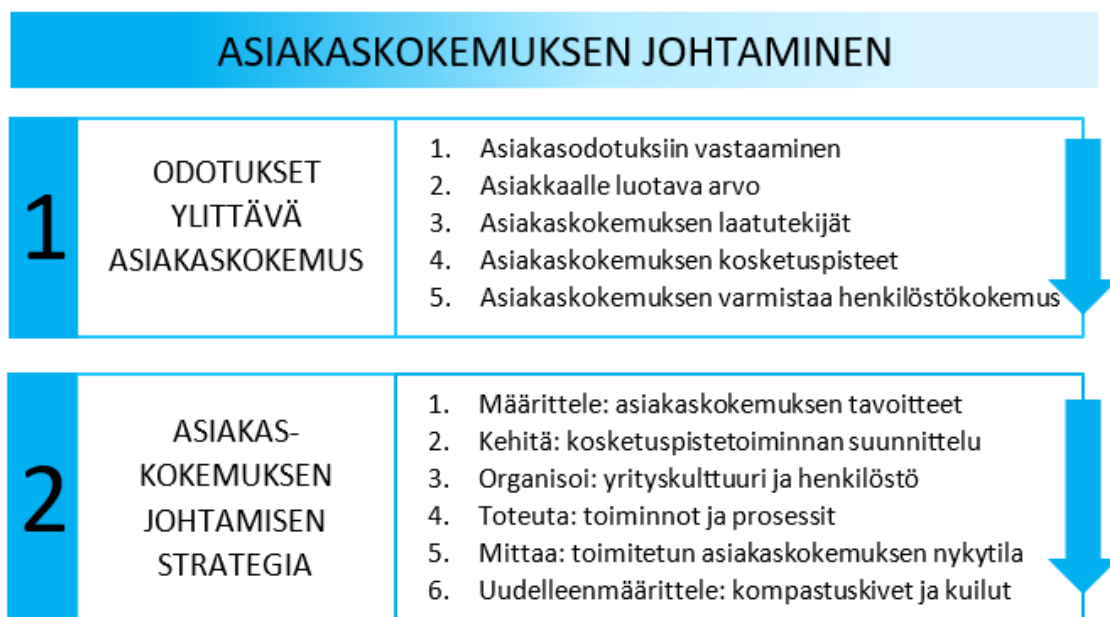 ASIAKASKOKEMUKSEN JOHTAMINEN
1
ODOTUKSET
YLITTÄVÄ
ASIAKASKOKEMUS
1. Asiakasodotuksiin vastaaminen
2. Asiakkaalle luotava arvo
3. Asiakaskokemuksen laatutekijät
4. Asiakaskokemuksen kosketuspisteet
5. Asiakaskokemuksen varmistaa henkilöstökokemus
2
ASIAKAS-
KOKEMUKSEN
JOHTAMISEN
STRATEGIA
1. Määrittele: asiakaskokemuksen tavoitteet
2. Kehitä: kosketuspistetoiminnan suunnittelu
3. Organisoi: yrityskulttuuri ja henkilöstö
4. Toteuta: toiminnot ja prosessit
5. Mittaa: toimitetun asiakaskokemuksen nykytila
6. Uudelleenmäärittele: kompastuskivet ja kuilut